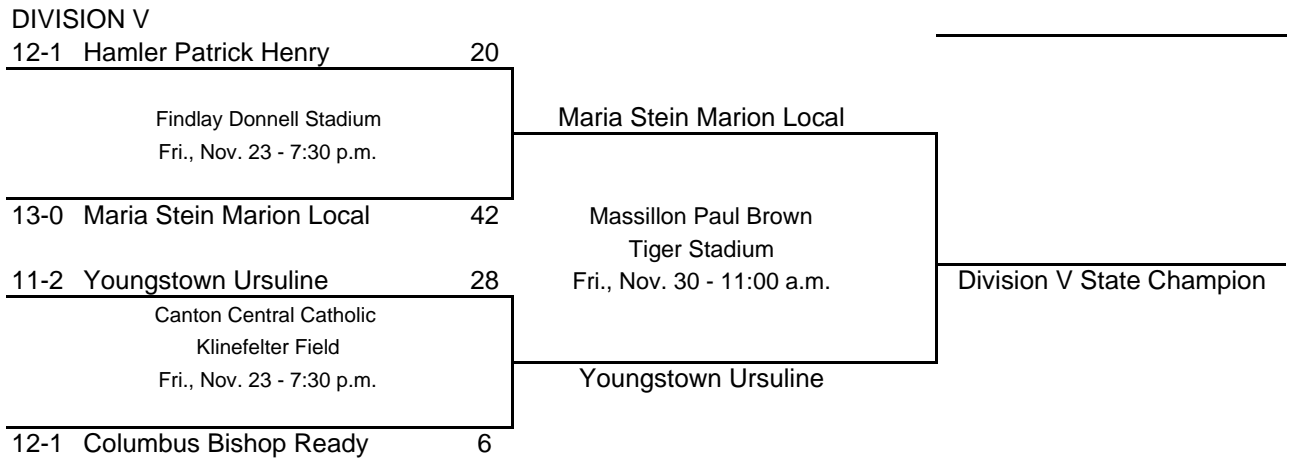 DIVISION V
12-1 Hamler Patrick Henry 20
Findlay Donnell Stadium
Fri., Nov. 23 - 7:30 p.m.
Maria Stein Marion Local
13-0 Maria Stein Marion Local 42
Massillon Paul Brown
Tiger Stadium
Fri., Nov. 30 - 11:00 a.m.
Division V State Champion
11-2 Youngstown Ursuline 28
Canton Central Catholic
Klinefelter Field
Fri., Nov. 23 - 7:30 p.m.
Youngstown Ursuline
12-1 Columbus Bishop Ready 6